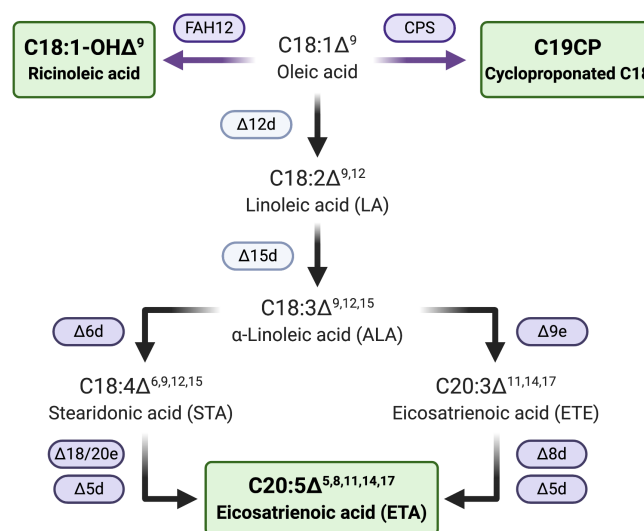 FAH12
CPS
C18:1-OHΔ⁹
Ricinoleic acid
C18:1Δ⁹
Oleic acid
C19CP
Cycloproponated C18
Δ12d
C18:2Δ⁹,¹²
Linoleic acid (LA)
Δ15d
C18:3Δ⁹,¹²,¹⁵
α-Linoleic acid (ALA)
Δ6d
Δ9e
C18:4Δ⁶,⁹,¹²,¹⁵
Stearidonic acid (STA)
C20:3Δ¹¹,¹⁴,¹⁷
Eicosatrienoic acid (ETE)
Δ18/20e
Δ5d
Δ8d
Δ5d
C20:5Δ⁵,⁸,¹¹,¹⁴,¹⁷
Eicosatrienoic acid (ETA)